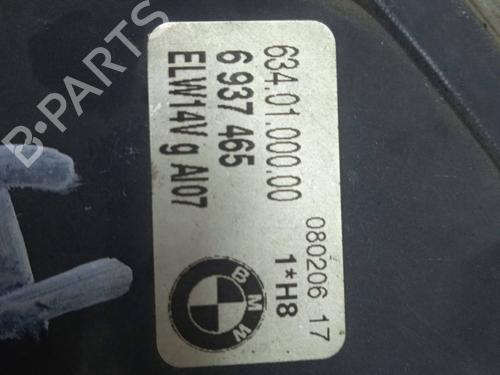 634.01.000.00
6 937 465
ELW14V g AI07
080206 17
1*H8
BMW
B-PARTS